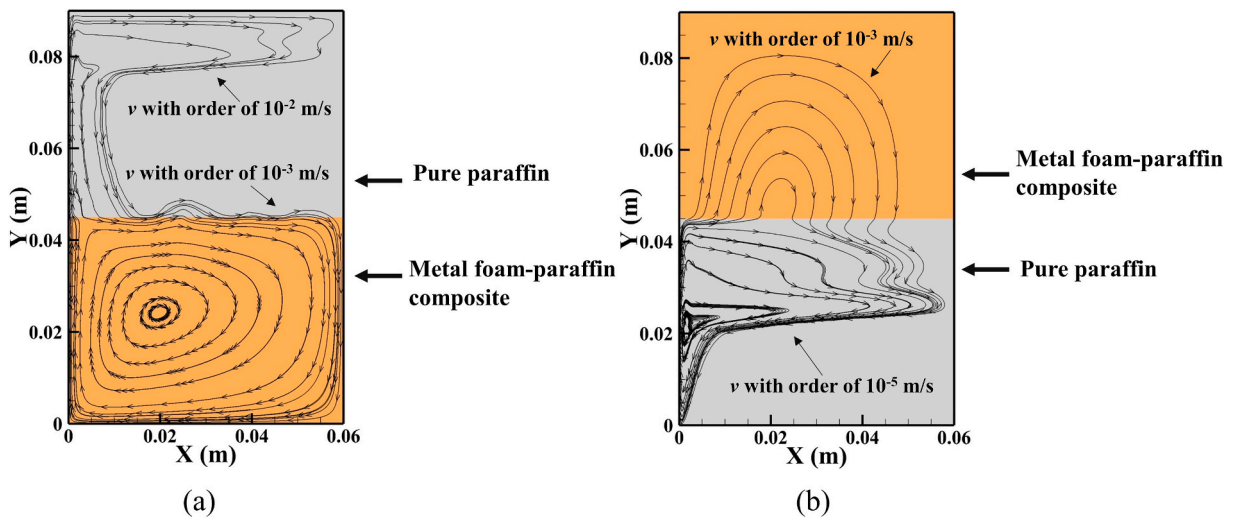 0.08
0.06
0.04
0.02
0
Y (m)
0
0.02
0.04
0.06
X (m)
v with order of 10⁻² m/s
v with order of 10⁻³ m/s
Pure paraffin
Metal foam-paraffin
composite
(a)
0.08
0.06
0.04
0.02
0
Y (m)
0
0.02
0.04
0.06
X (m)
v with order of 10⁻³ m/s
v with order of 10⁻⁵ m/s
Metal foam-paraffin
composite
Pure paraffin
(b)